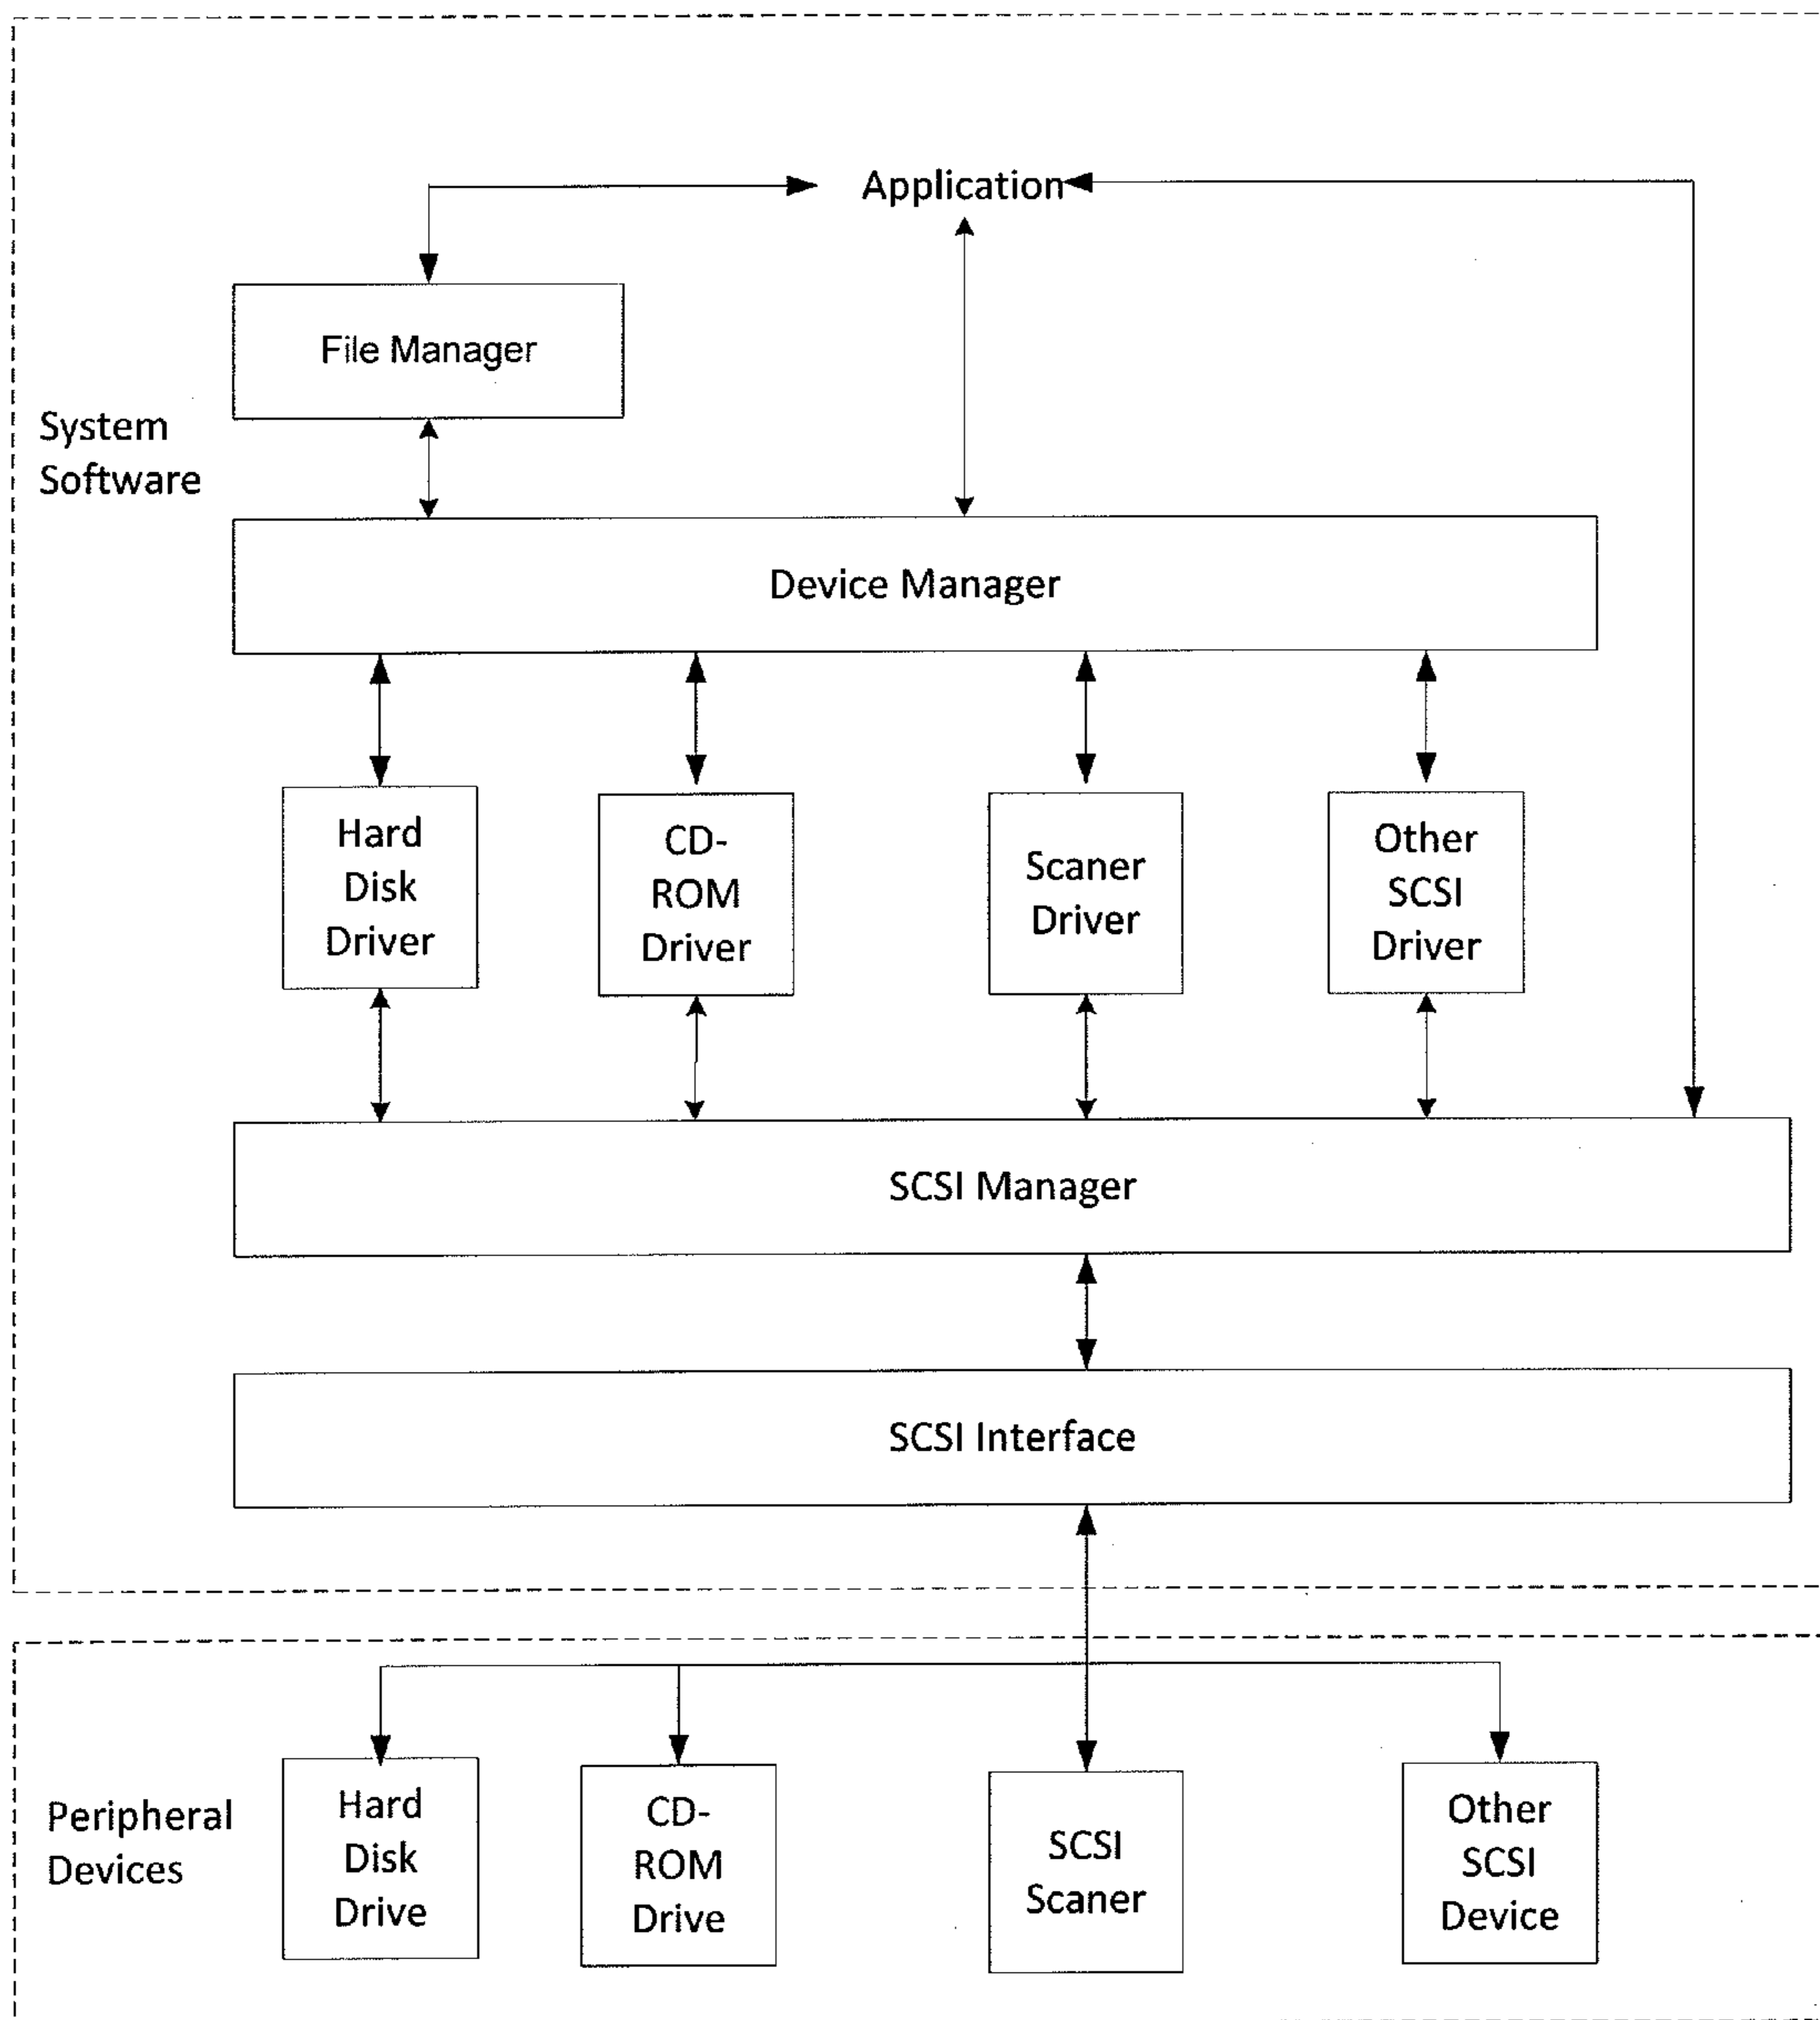 Application
File Manager
System
Software
Device Manager
Hard
Disk
Driver
CD-
ROM
Driver
Scaner
Driver
Other
SCSI
Driver
SCSI Manager
SCSI Interface
Peripheral
Devices
Hard
Disk
Drive
CD-
ROM
Drive
SCSI
Scaner
Other
SCSI
Device